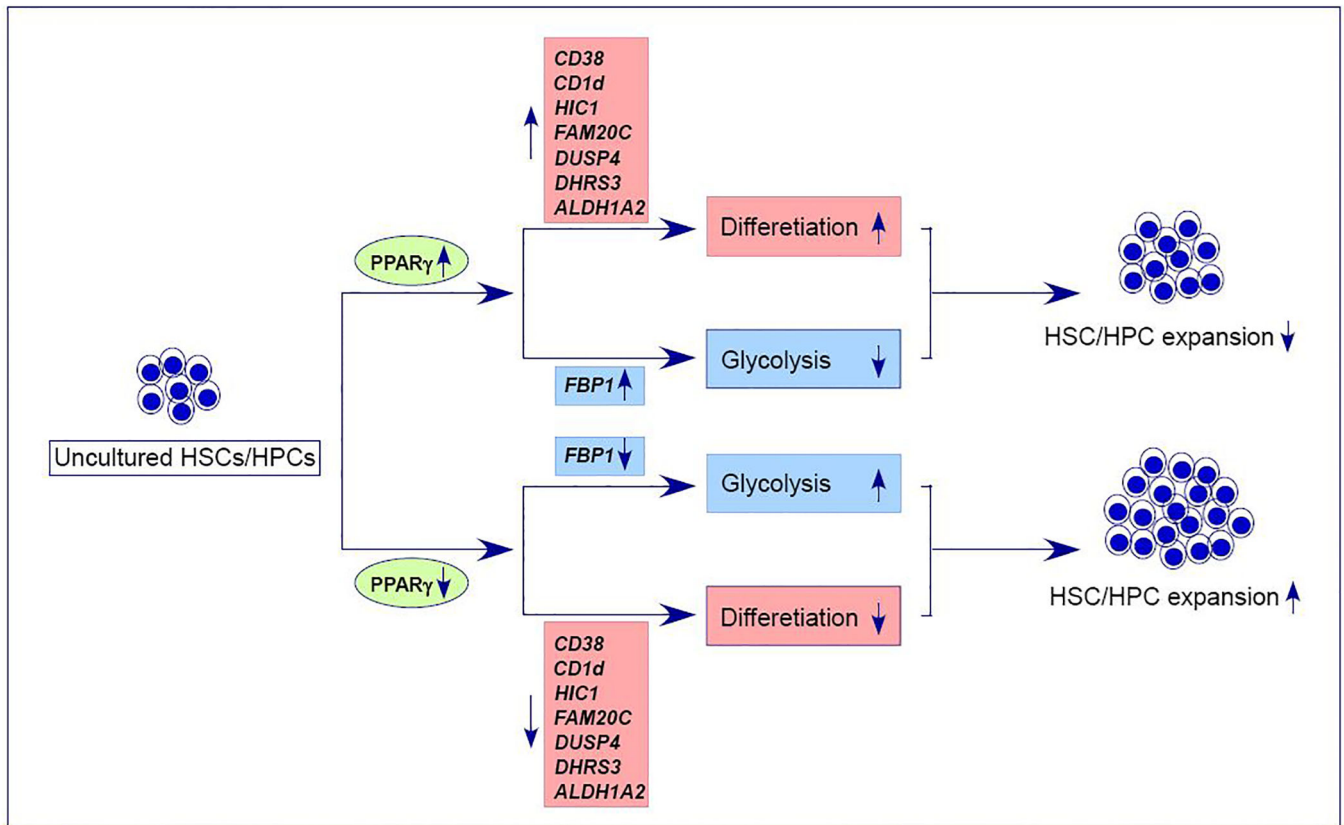 CD38
CD1d
HIC1
FAM20C
DUSP4
DHRS3
ALDH1A2
Differetiation
PPARγ
HSC/HPC expansion
Glycolysis
FBP1
Uncultured HSCs/HPCs
FBP1
Glycolysis
PPARγ
HSC/HPC expansion
Differetiation
CD38
CD1d
HIC1
FAM20C
DUSP4
DHRS3
ALDH1A2